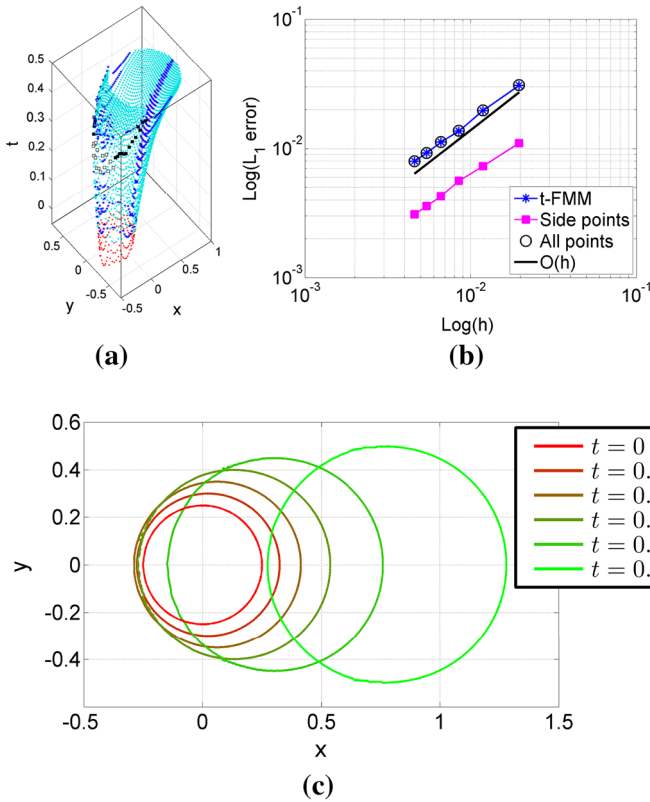 0.5
0.4
0.3
0.2
0.1
0
t
0.5
0
-0.5
y
-0.5
0
0.5
1
x
(a)
10^-1
10^-2
10^-3
Log(L_1 error)
t-FMM
Side points
All points
O(h)
10^-3
10^-2
10^-1
Log(h)
(b)
0.6
0.4
0.2
0
-0.2
-0.4
y
-0.5
0
0.5
1
1.5
x
t = 0
t = 0.
t = 0.
t = 0.
t = 0.
t = 0.
(c)